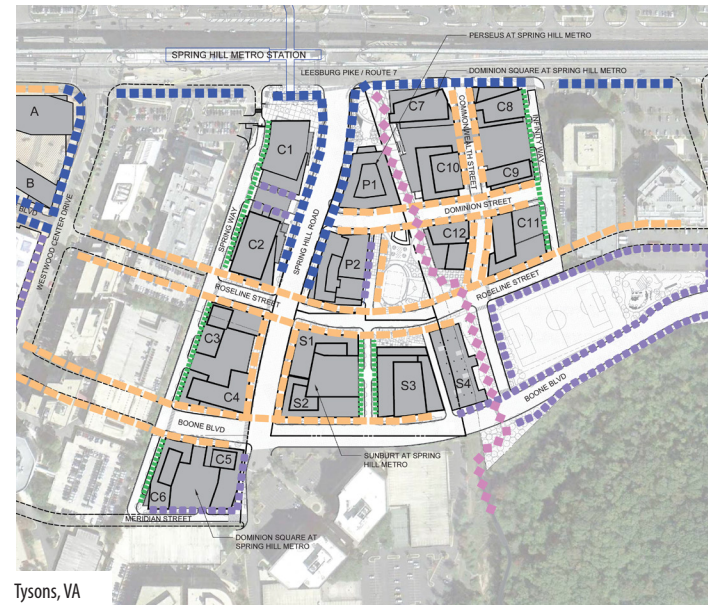 PERSEUS AT SPRING HILL METRO
SPRING HILL METRO STATION
LEESBURG PIKE / ROUTE 7
DOMINION SQUARE AT SPRING HILL METRO
A
B
BLVD
WESTWOOD CENTER DRIVE
C1
C2
SPRING WAY
SPRING HILL ROAD
P1
P2
C7
C8
COMMONWEALTH STREET
INFINITY WAY
C10
C9
DOMINION STREET
C12
C11
ROSELINE STREET
ROSELINE STREET
C3
C4
S1
S2
S3
S4
BOONE BLVD
BOONE BLVD
SUNBURT AT SPRING
HILL METRO
C5
C6
MERIDIAN STREET
DOMINION SQUARE AT
SPRING HILL METRO
Tysons, VA